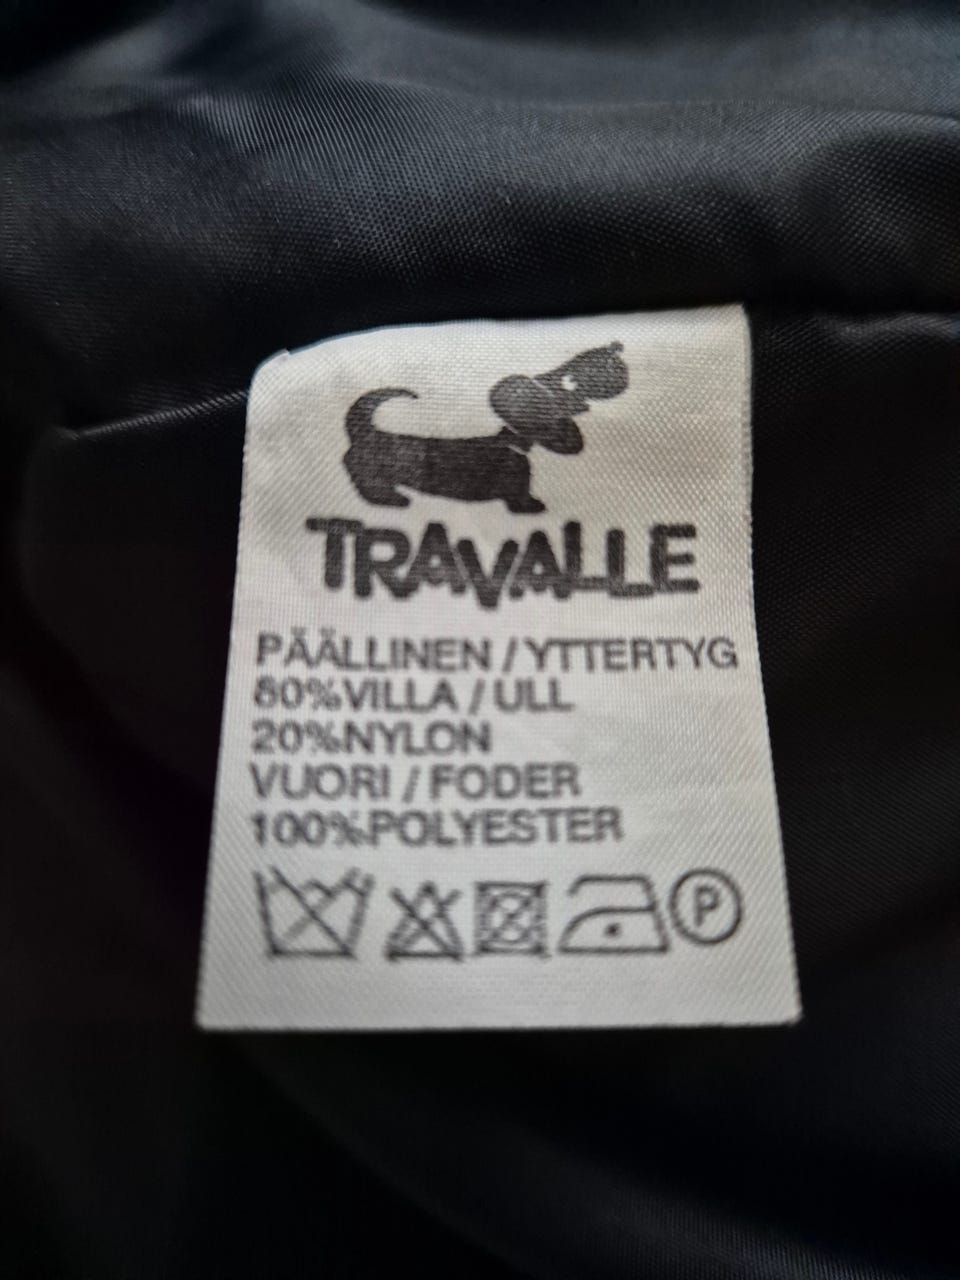 TRAVALLE
PÄÄLLINEN / YTTERTYG
80%VILLA / ULL
20%NYLON
VUORI / FODER
100%POLYESTER
P